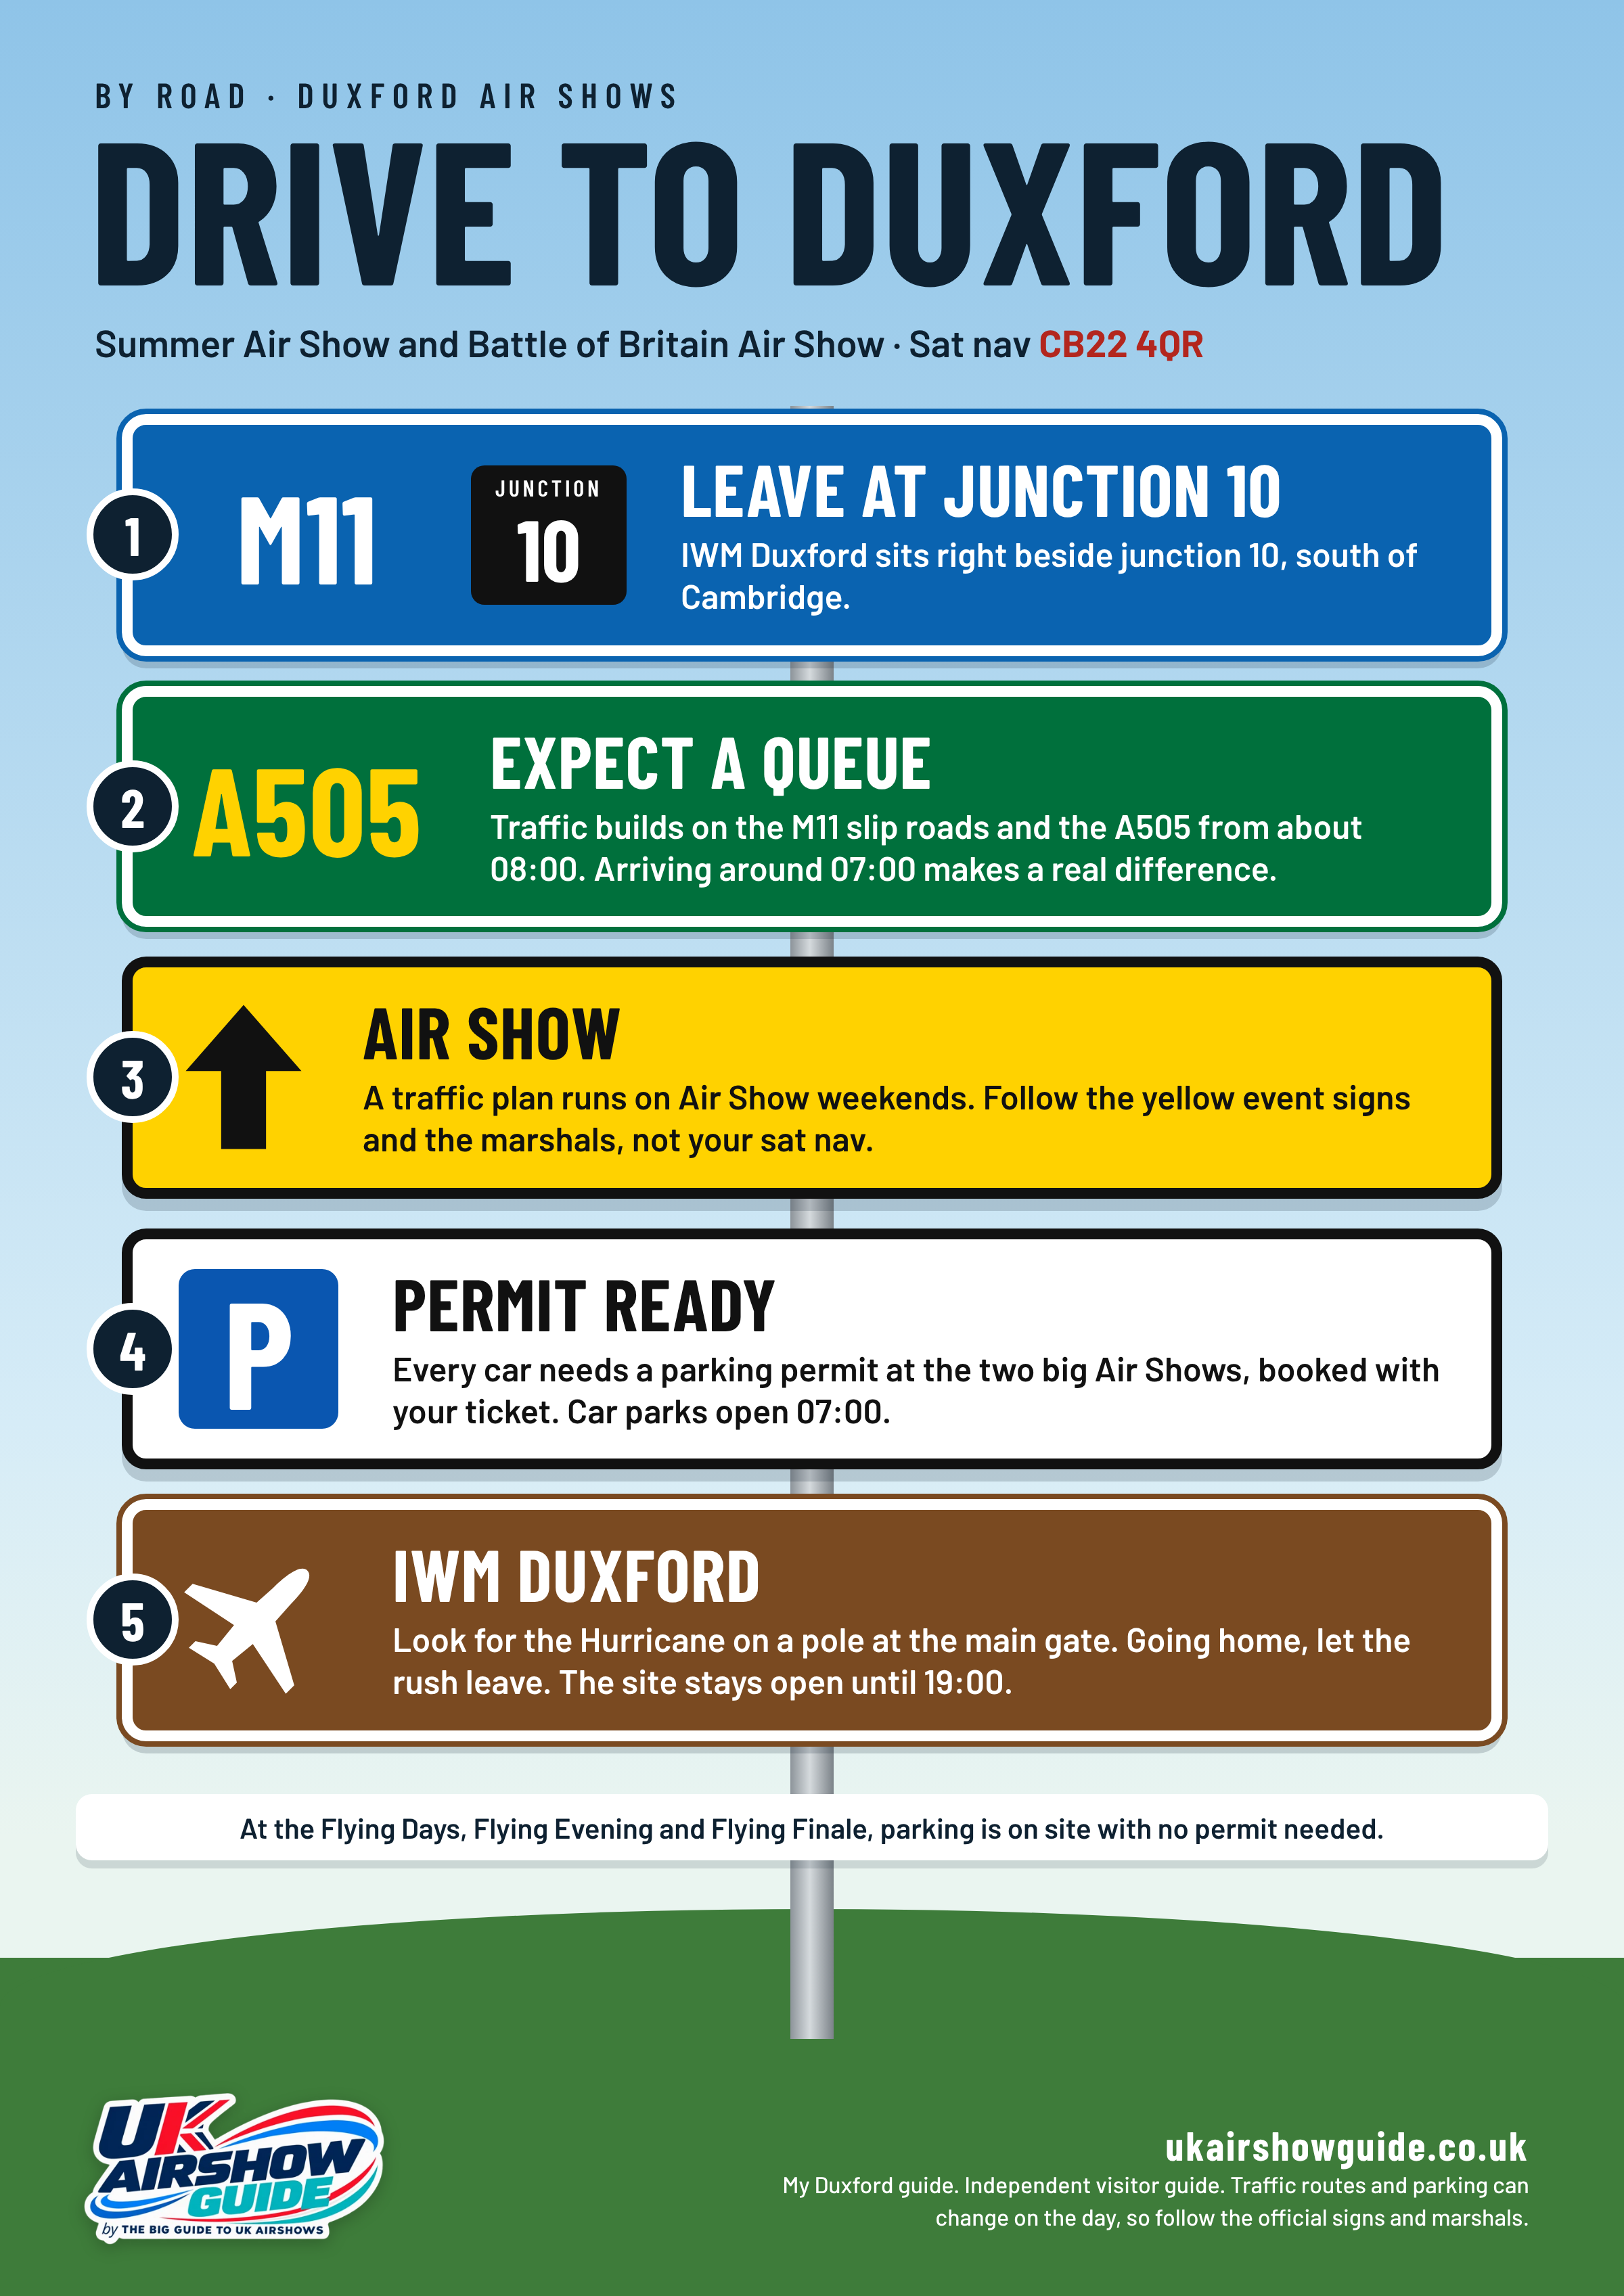 BY ROAD · DUXFORD AIR SHOWS
DRIVE TO DUXFORD
Summer Air Show and Battle of Britain Air Show · Sat nav CB22 4QR
1
M11
JUNCTION
10
LEAVE AT JUNCTION 10
IWM Duxford sits right beside junction 10, south of
Cambridge.
2
A505
EXPECT A QUEUE
Traffic builds on the M11 slip roads and the A505 from about
08:00. Arriving around 07:00 makes a real difference.
3
AIR SHOW
A traffic plan runs on Air Show weekends. Follow the yellow event signs
and the marshals, not your sat nav.
4
P
PERMIT READY
Every car needs a parking permit at the two big Air Shows, booked with
your ticket. Car parks open 07:00.
5
IWM DUXFORD
Look for the Hurricane on a pole at the main gate. Going home, let the
rush leave. The site stays open until 19:00.
At the Flying Days, Flying Evening and Flying Finale, parking is on site with no permit needed.
UK
AIRSHOW
GUIDE
by THE BIG GUIDE TO UK AIRSHOWS
ukairshowguide.co.uk
My Duxford guide. Independent visitor guide. Traffic routes and parking can
change on the day, so follow the official signs and marshals.